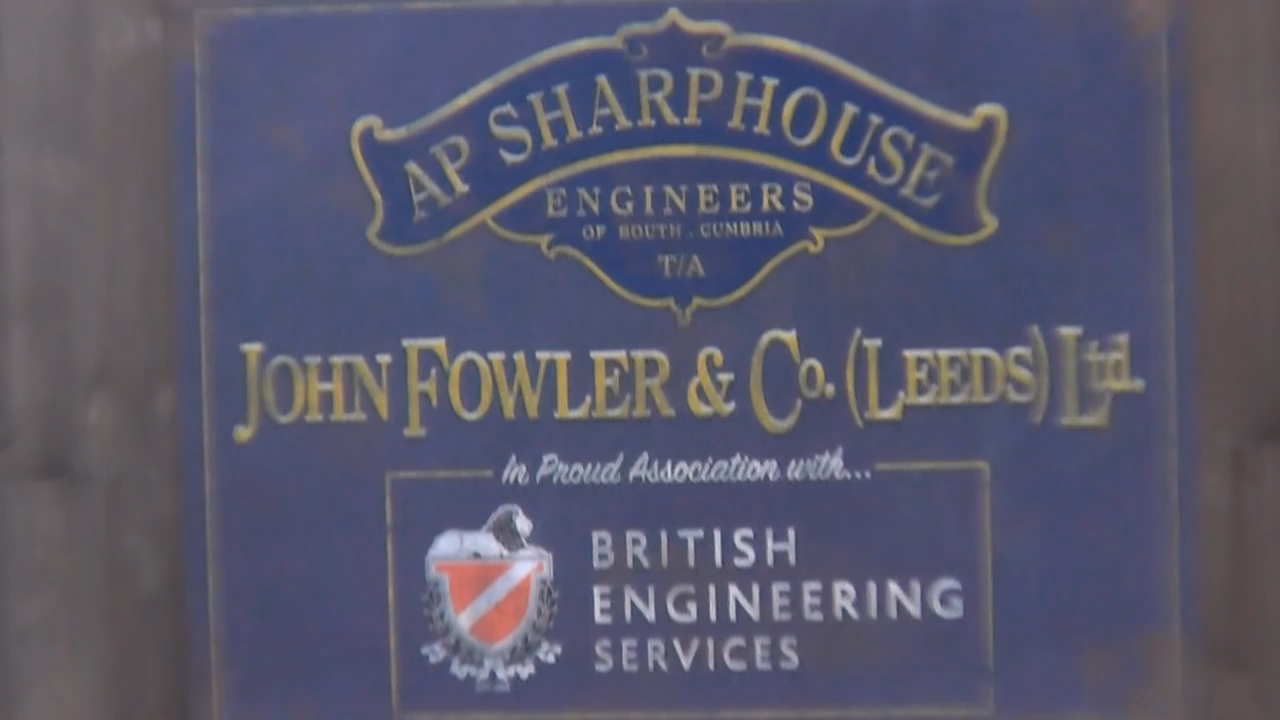 AP SHARPHOUSE
ENGINEERS
OF SOUTH . CUMBRIA
T/A
JOHN FOWLER & Co. (LEEDS) Ltd.
In Proud Association with...
BRITISH
ENGINEERING
SERVICES